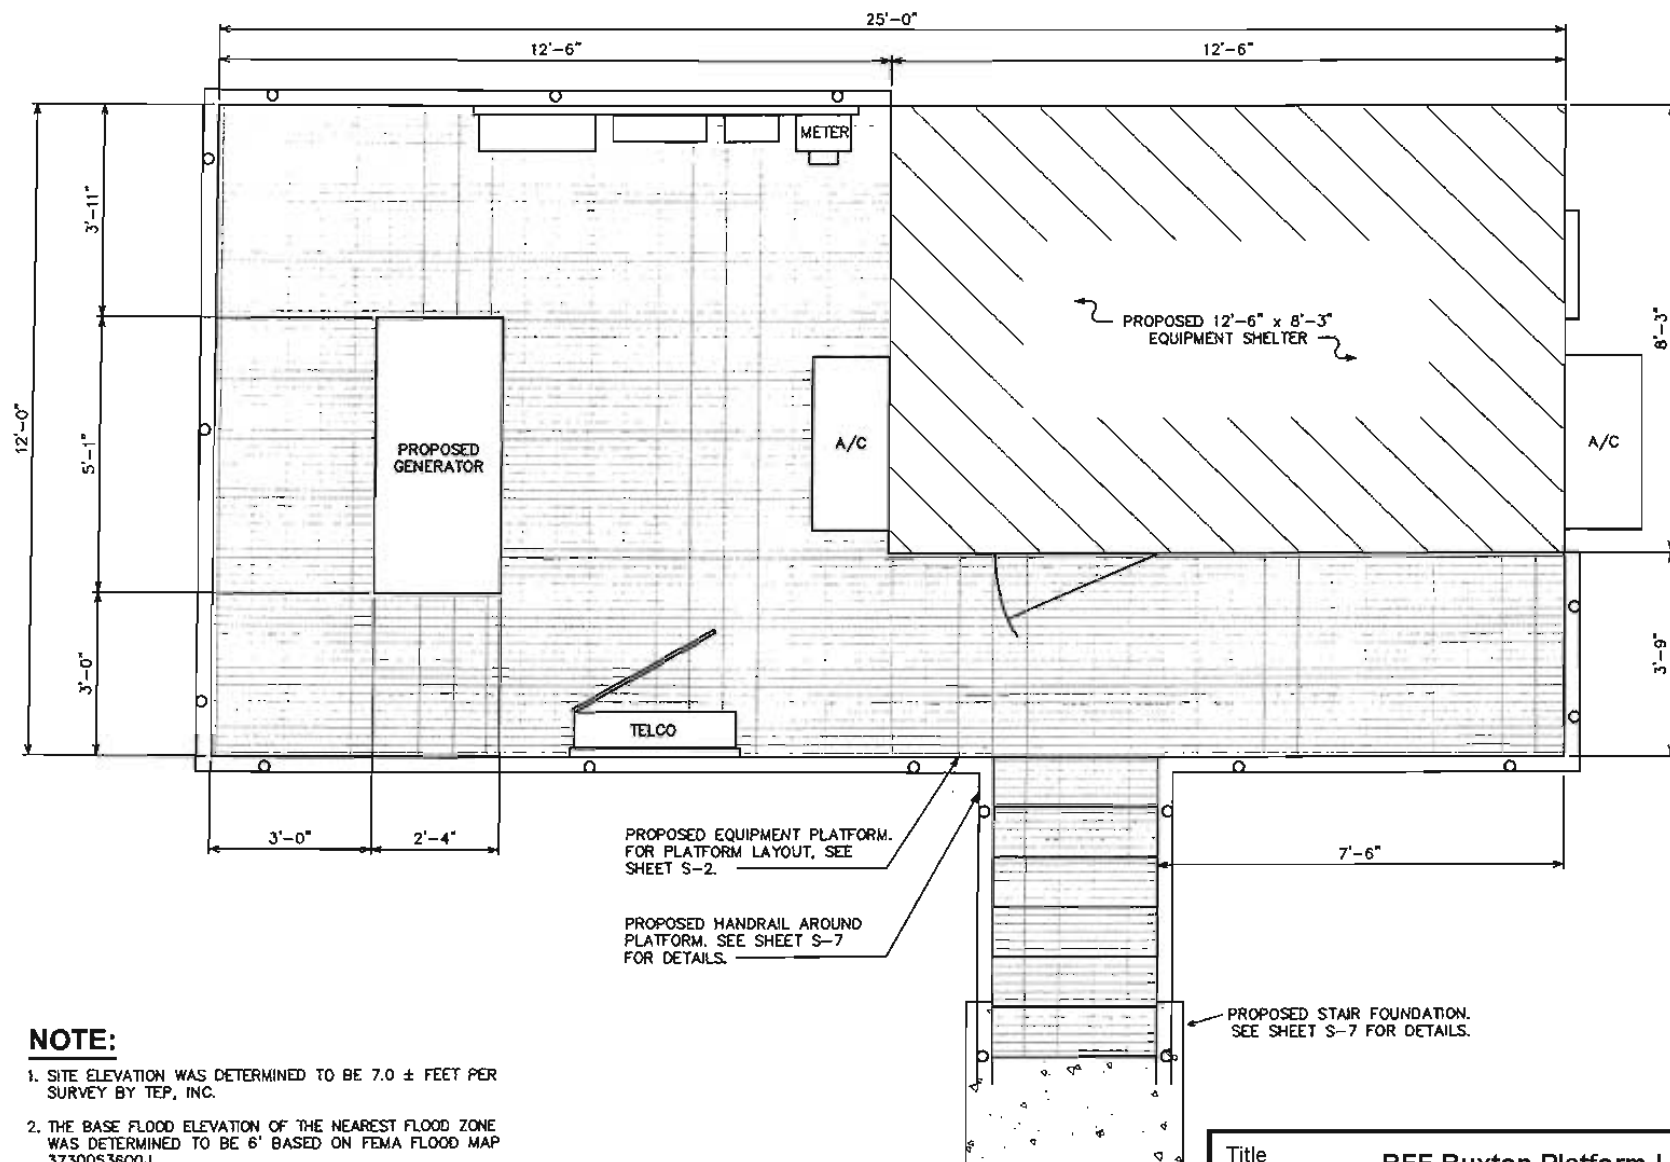 25'-0"
12'-6"
12'-6"
METER
3'-11"
8'-3"
PROPOSED 12'-6" x 8'-3"
EQUIPMENT SHELTER
12'-0"
5'-1"
PROPOSED
GENERATOR
A/C
A/C
3'-0"
3'-9"
TELCO
3'-0"
2'-4"
7'-6"
PROPOSED EQUIPMENT PLATFORM.
FOR PLATFORM LAYOUT, SEE
SHEET S-2.
PROPOSED HANDRAIL AROUND
PLATFORM. SEE SHEET S-7
FOR DETAILS.
PROPOSED STAIR FOUNDATION.
SEE SHEET S-7 FOR DETAILS.
NOTE:
1. SITE ELEVATION WAS DETERMINED TO BE 7.0 ± FEET PER
SURVEY BY TEP, INC.
2. THE BASE FLOOD ELEVATION OF THE NEAREST FLOOD ZONE
WAS DETERMINED TO BE 6' BASED ON FEMA FLOOD MAP
Title
Buxton Platform